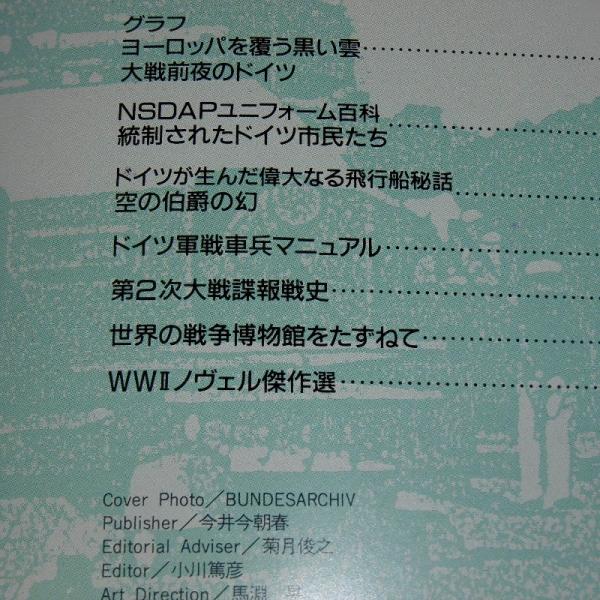 グラフ
ヨーロッパを覆う黒い雲
大戦前夜のドイツ
NSDAPユニフォーム百科
統制されたドイツ市民たち
ドイツが生んだ偉大なる飛行船秘話
空の伯爵の幻
ドイツ軍戦車兵マニュアル
第2次大戦諜報戦史
世界の戦争博物館をたずねて
WWⅡノヴェル傑作選
Cover Photo／BUNDESARCHIV
Publisher／今井今朝春
Editorial Adviser／菊月俊之
Editor／小川篤彦
Art Direction／馬淵 晃